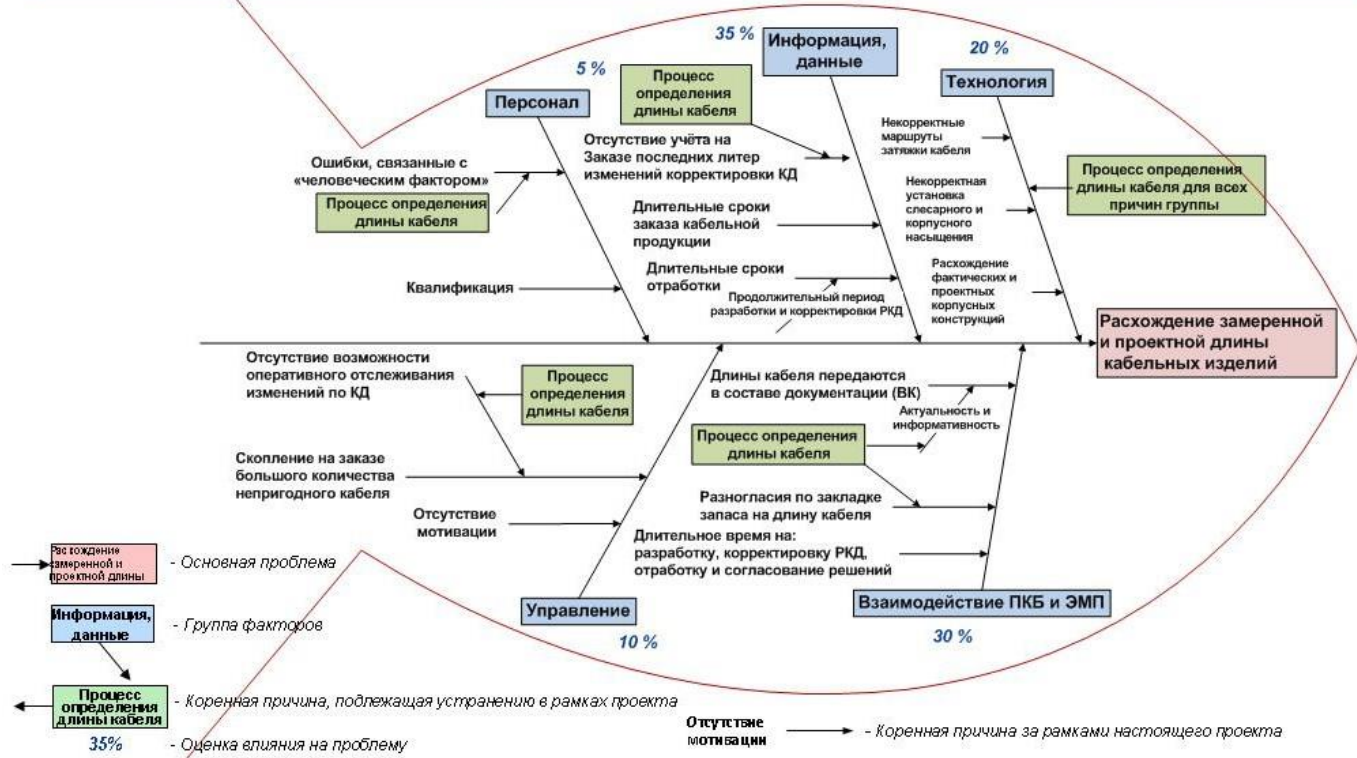 35 %
Информация,
данные
20 %
5 %
Процесс
определения
длины кабеля
Технология
Персонал
Отсутствие учёта на
Заказе последних литер
изменений корректировки КД
Некорректные
маршруты
затяжки кабеля
Ошибки, связанные с
«человеческим фактором»
Процесс определения
длины кабеля
Процесс определения
длины кабеля для всех
причин группы
Некорректная
установка
слесарного и
корпусного
насыщения
Длительные сроки
заказа кабельной
продукции
Длительные сроки
отработки
Продолжительный период
разработки и корректировки РКД
Квалификация
Расхождение
фактических и
проектных
корпусных
конструкций
Расхождение замеренной
и проектной длины
кабельных изделий
Отсутствие возможности
оперативного отслеживания
изменений по КД
Процесс
определения
длины кабеля
Длины кабеля передаются
в составе документации (ВК)
Актуальность и
информативность
Процесс определения
длины кабеля
Скопление на заказе
большого количества
непригодного кабеля
Разногласия по закладке
запаса на длину кабеля
Отсутствие
мотивации
Длительное время на:
разработку, корректировку РКД,
отработку и согласование решений
Управление
10 %
Взаимодействие ПКБ и ЭМП
30 %
Расхождение
замеренной и
проектной длины
- Основная проблема
Информация,
данные
- Группа факторов
Процесс
определения
длины кабеля
- Коренная причина, подлежащая устранению в рамках проекта
35%
- Оценка влияния на проблему
Отсутствие
мотивации
- Коренная причина за рамками настоящего проекта